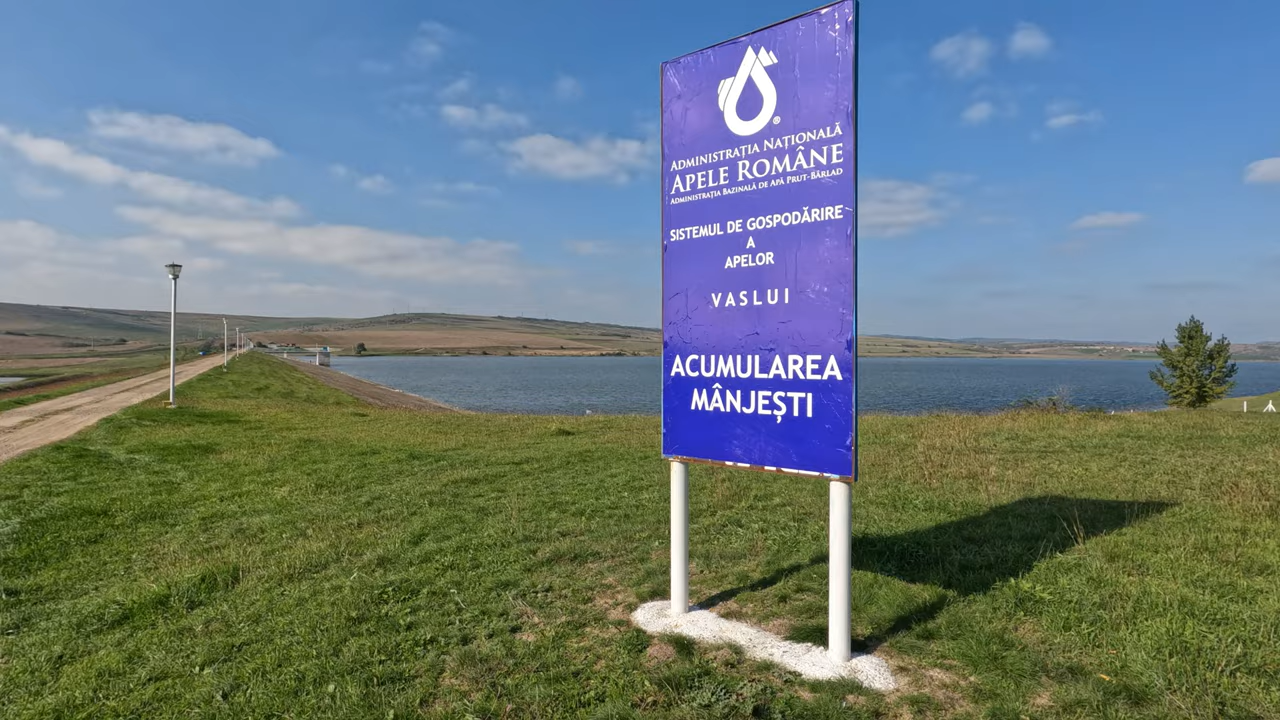 ®
ADMINISTRAȚIA NAȚIONALĂ
APELE ROMÂNE
ADMINISTRAȚIA BAZINALĂ DE APĂ PRUT-BÂRLAD
SISTEMUL DE GOSPODĂRIRE
A
APELOR
VASLUI
ACUMULAREA
MÂNJEȘTI